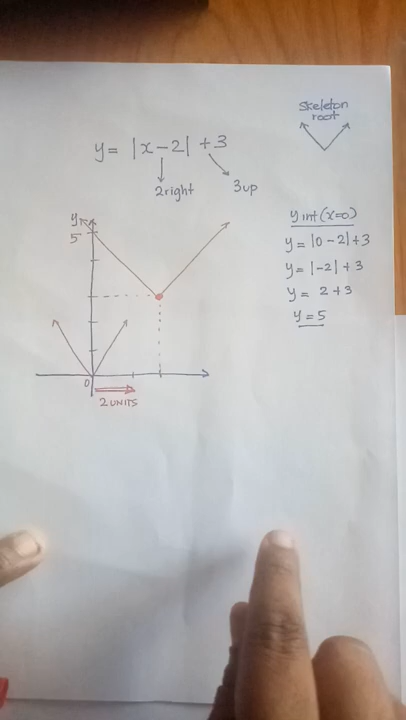 Skeleton
root
y = |x - 2| + 3
2right
3up
y
5
0
2 UNITS
y int (x=0)
y = |0 - 2| + 3
y = |-2| + 3
y = 2 + 3
y = 5